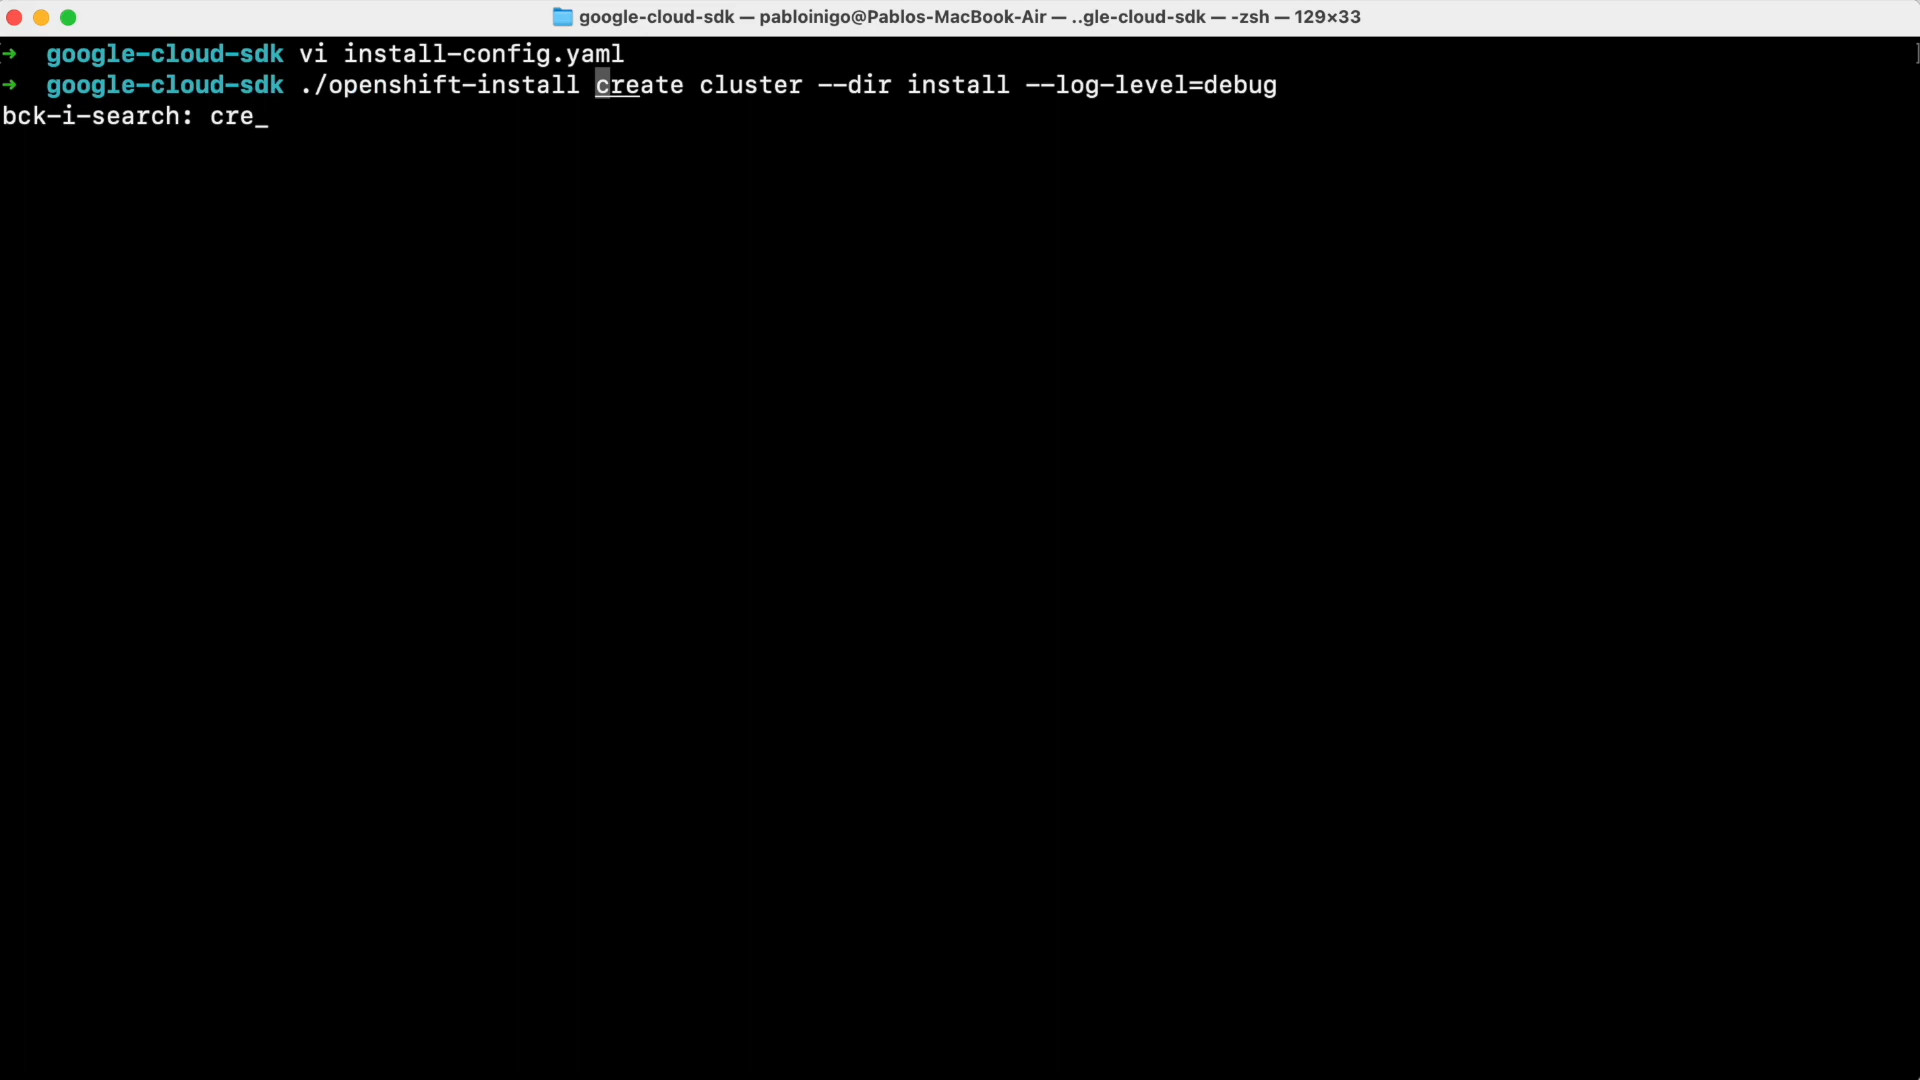 google-cloud-sdk — pabloinigo@Pablos-MacBook-Air — ..gle-cloud-sdk — -zsh — 129×33
➜  google-cloud-sdk vi install-config.yaml
➜  google-cloud-sdk ./openshift-install create cluster --dir install --log-level=debug
bck-i-search: cre_